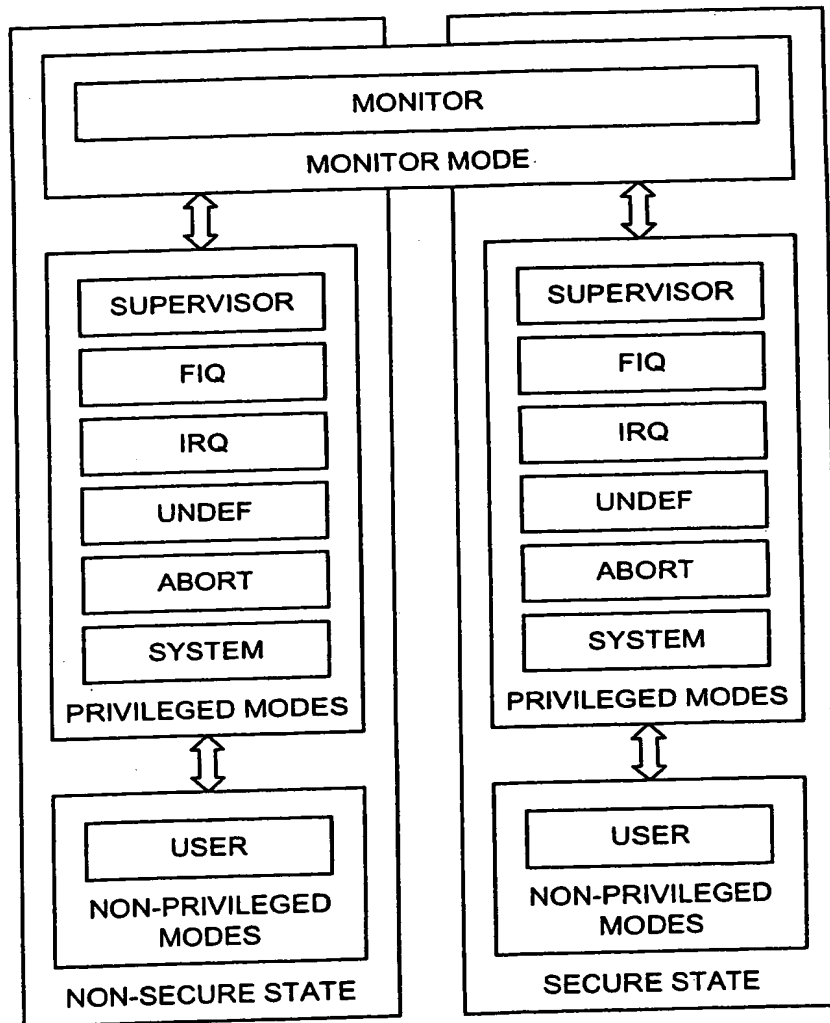 MONITOR
MONITOR MODE
SUPERVISOR
FIQ
IRQ
UNDEF
ABORT
SYSTEM
PRIVILEGED MODES
USER
NON-PRIVILEGED
MODES
NON-SECURE STATE
SUPERVISOR
FIQ
IRQ
UNDEF
ABORT
SYSTEM
PRIVILEGED MODES
USER
NON-PRIVILEGED
MODES
SECURE STATE